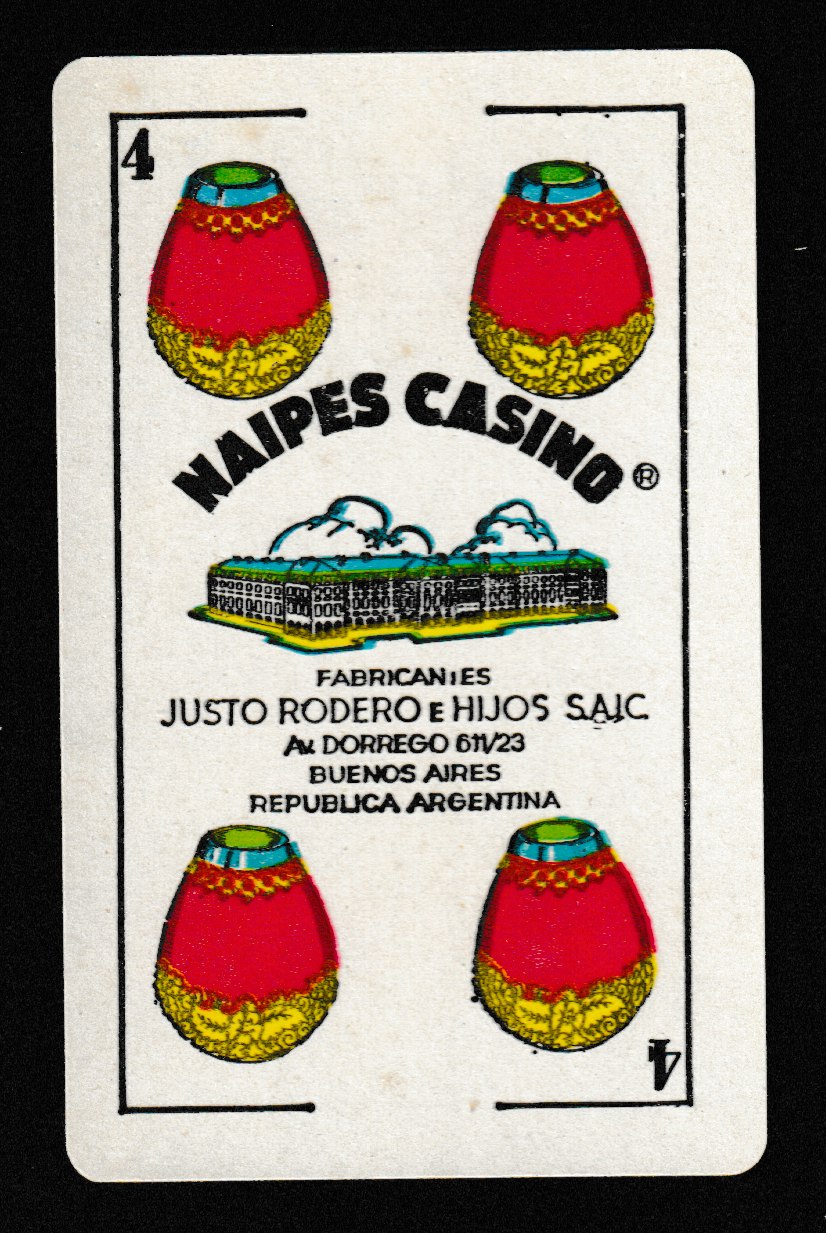 4
NAIPES CASINO ®
FABRICANTES
JUSTO RODERO E HIJOS S.A.I.C.
Av. DORREGO 611/23
BUENOS AIRES
REPUBLICA ARGENTINA
4